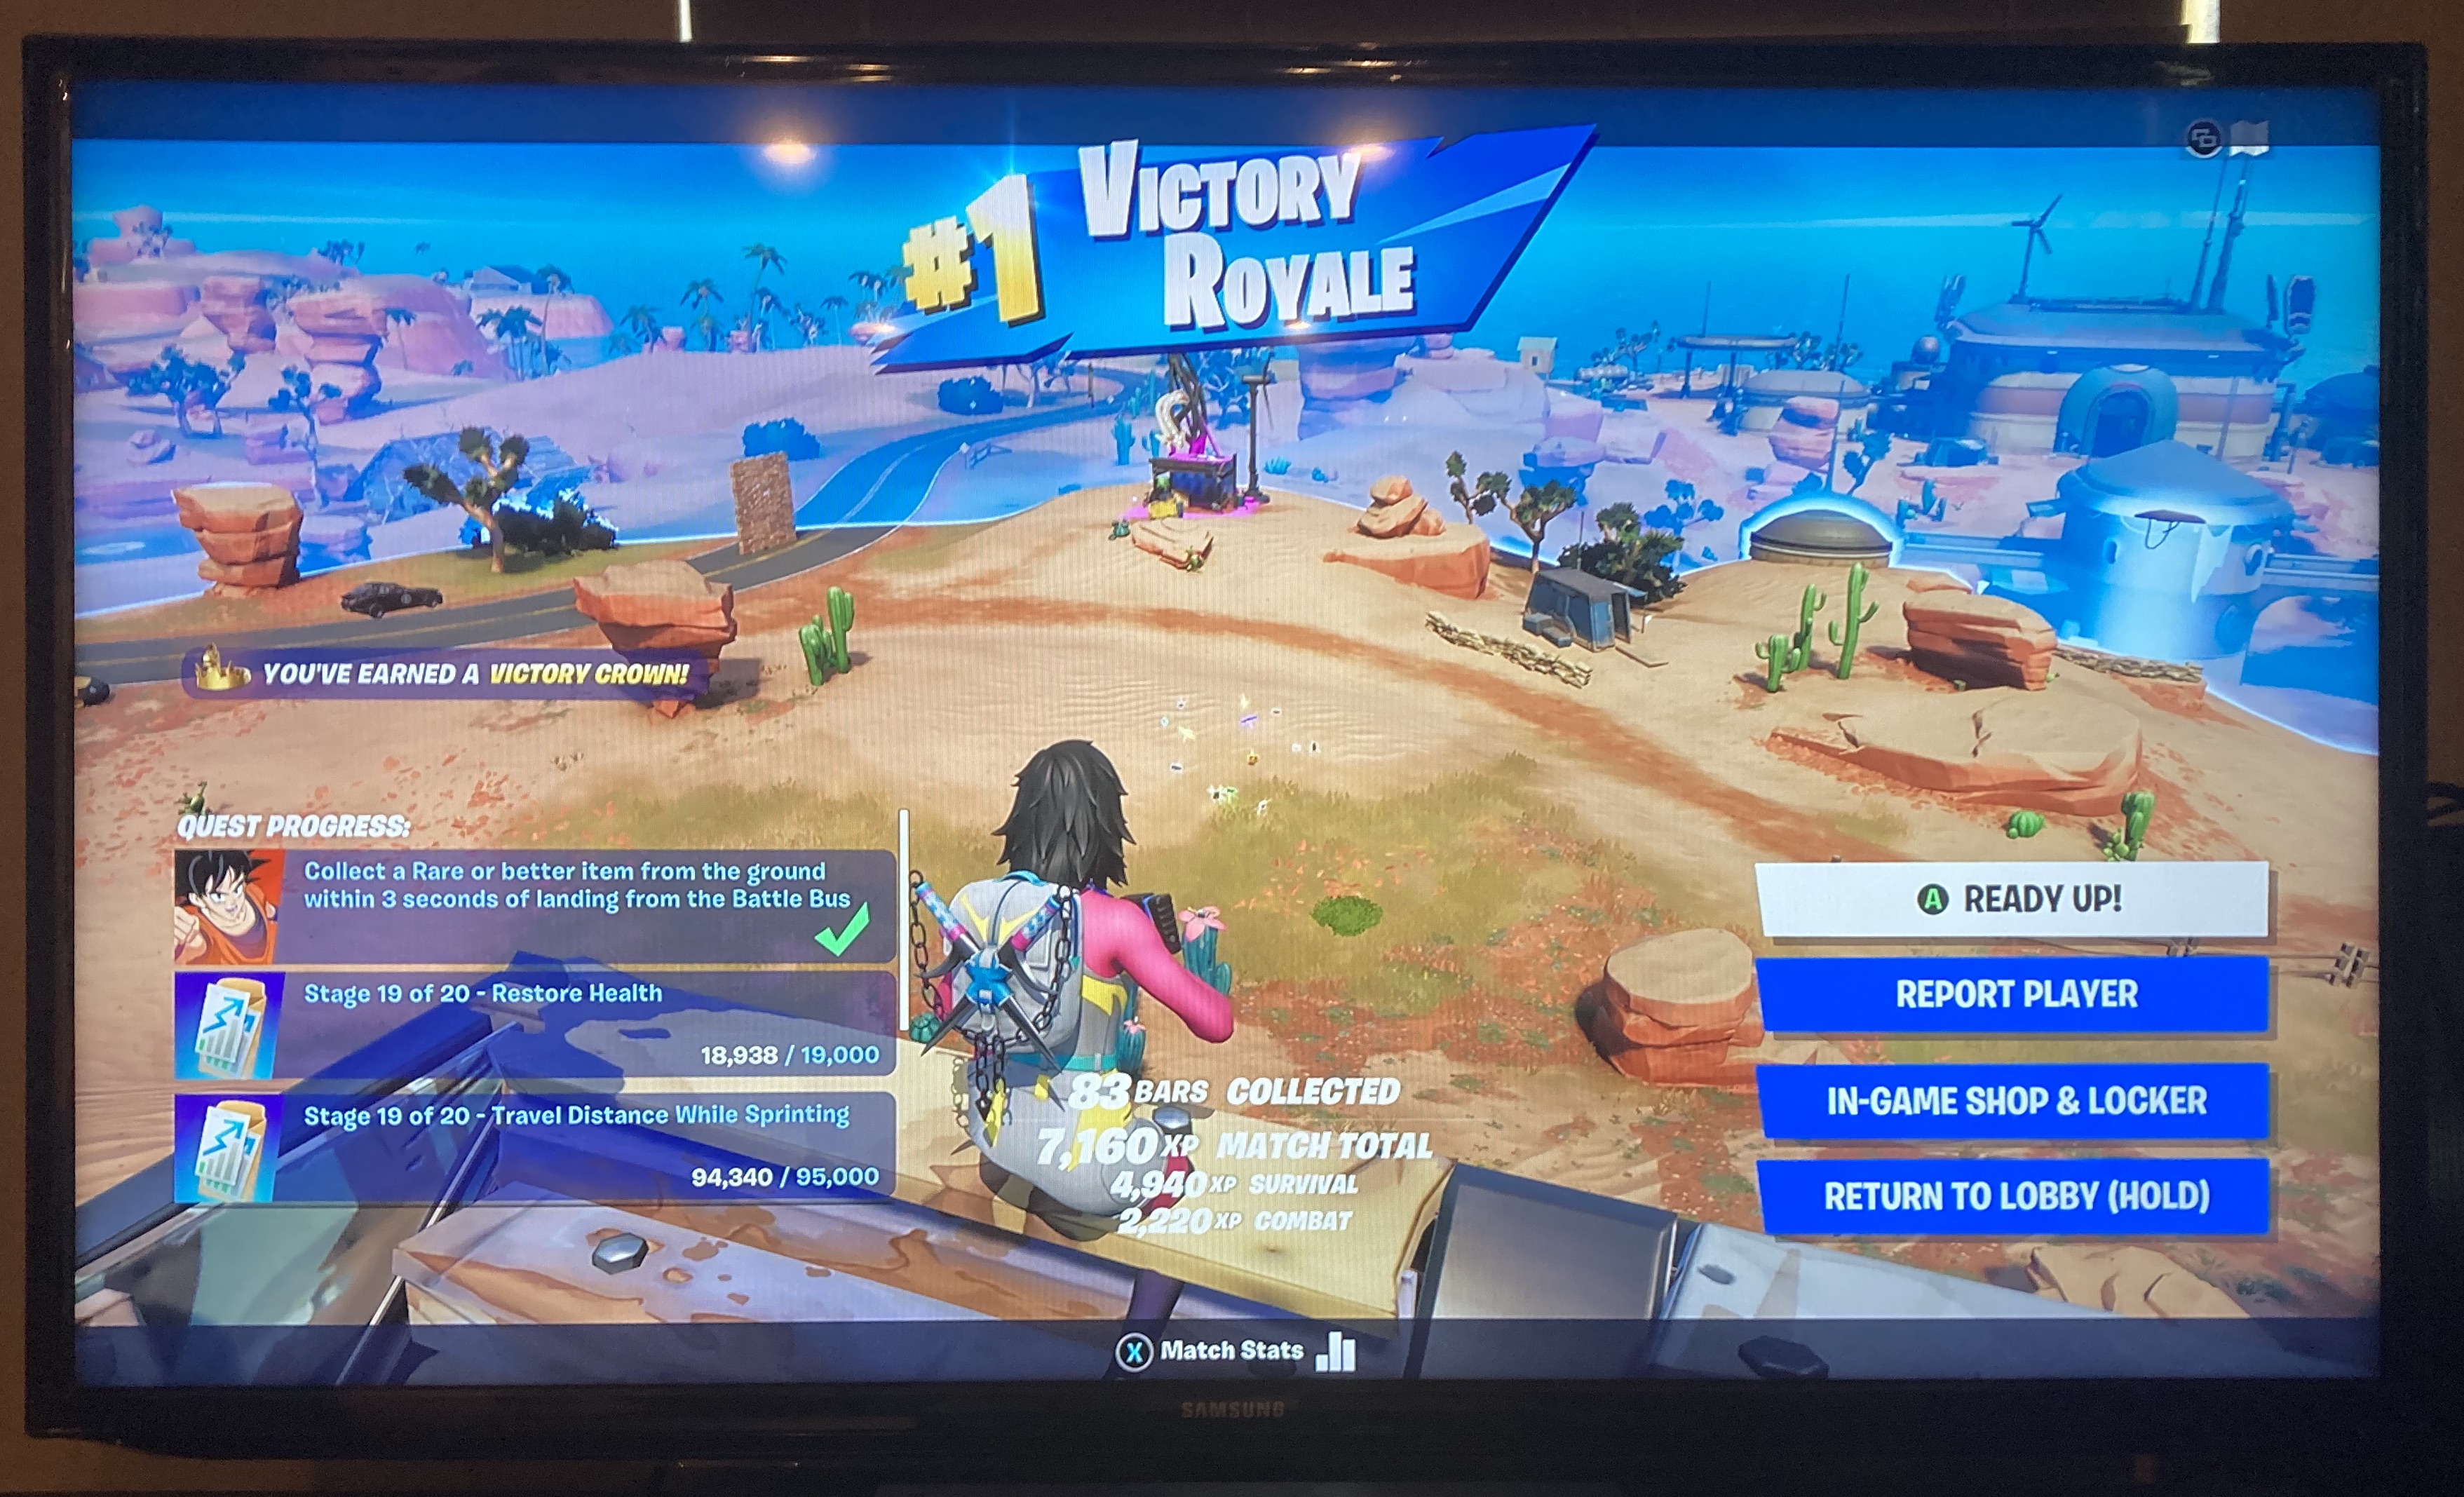 #1 VICTORY
ROYALE
YOU'VE EARNED A VICTORY CROWN!
QUEST PROGRESS:
Collect a Rare or better item from the ground
within 3 seconds of landing from the Battle Bus
Stage 19 of 20 - Restore Health
18,938 / 19,000
Stage 19 of 20 - Travel Distance While Sprinting
94,340 / 95,000
83 BARS COLLECTED
7,160 XP MATCH TOTAL
4,940 XP SURVIVAL
2,220 XP COMBAT
A READY UP!
REPORT PLAYER
IN-GAME SHOP & LOCKER
RETURN TO LOBBY (HOLD)
X Match Stats
SAMSUNG